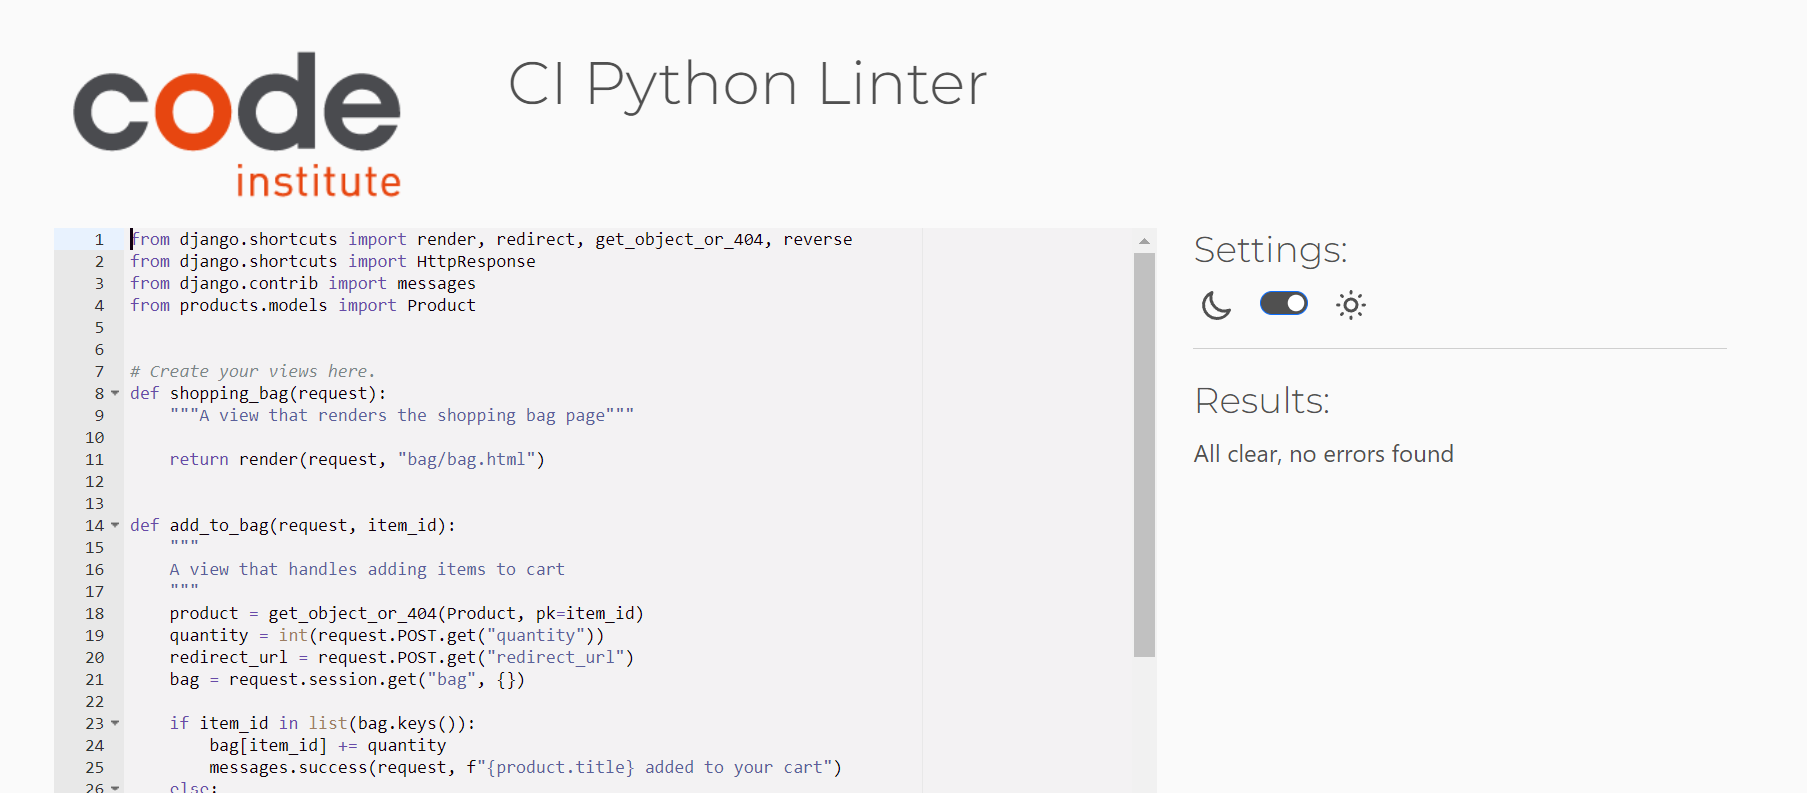 code
institute
CI Python Linter
1 from django.shortcuts import render, redirect, get_object_or_404, reverse
2 from django.shortcuts import HttpResponse
3 from django.contrib import messages
4 from products.models import Product
5
6
7 # Create your views here.
8 def shopping_bag(request):
9     """A view that renders the shopping bag page"""
10
11     return render(request, "bag/bag.html")
12
13
14 def add_to_bag(request, item_id):
15     """
16     A view that handles adding items to cart
17     """
18     product = get_object_or_404(Product, pk=item_id)
19     quantity = int(request.POST.get("quantity"))
20     redirect_url = request.POST.get("redirect_url")
21     bag = request.session.get("bag", {})
22
23     if item_id in list(bag.keys()):
24         bag[item_id] += quantity
25         messages.success(request, f"{product.title} added to your cart")
26     else:
Settings:
Results:
All clear, no errors found